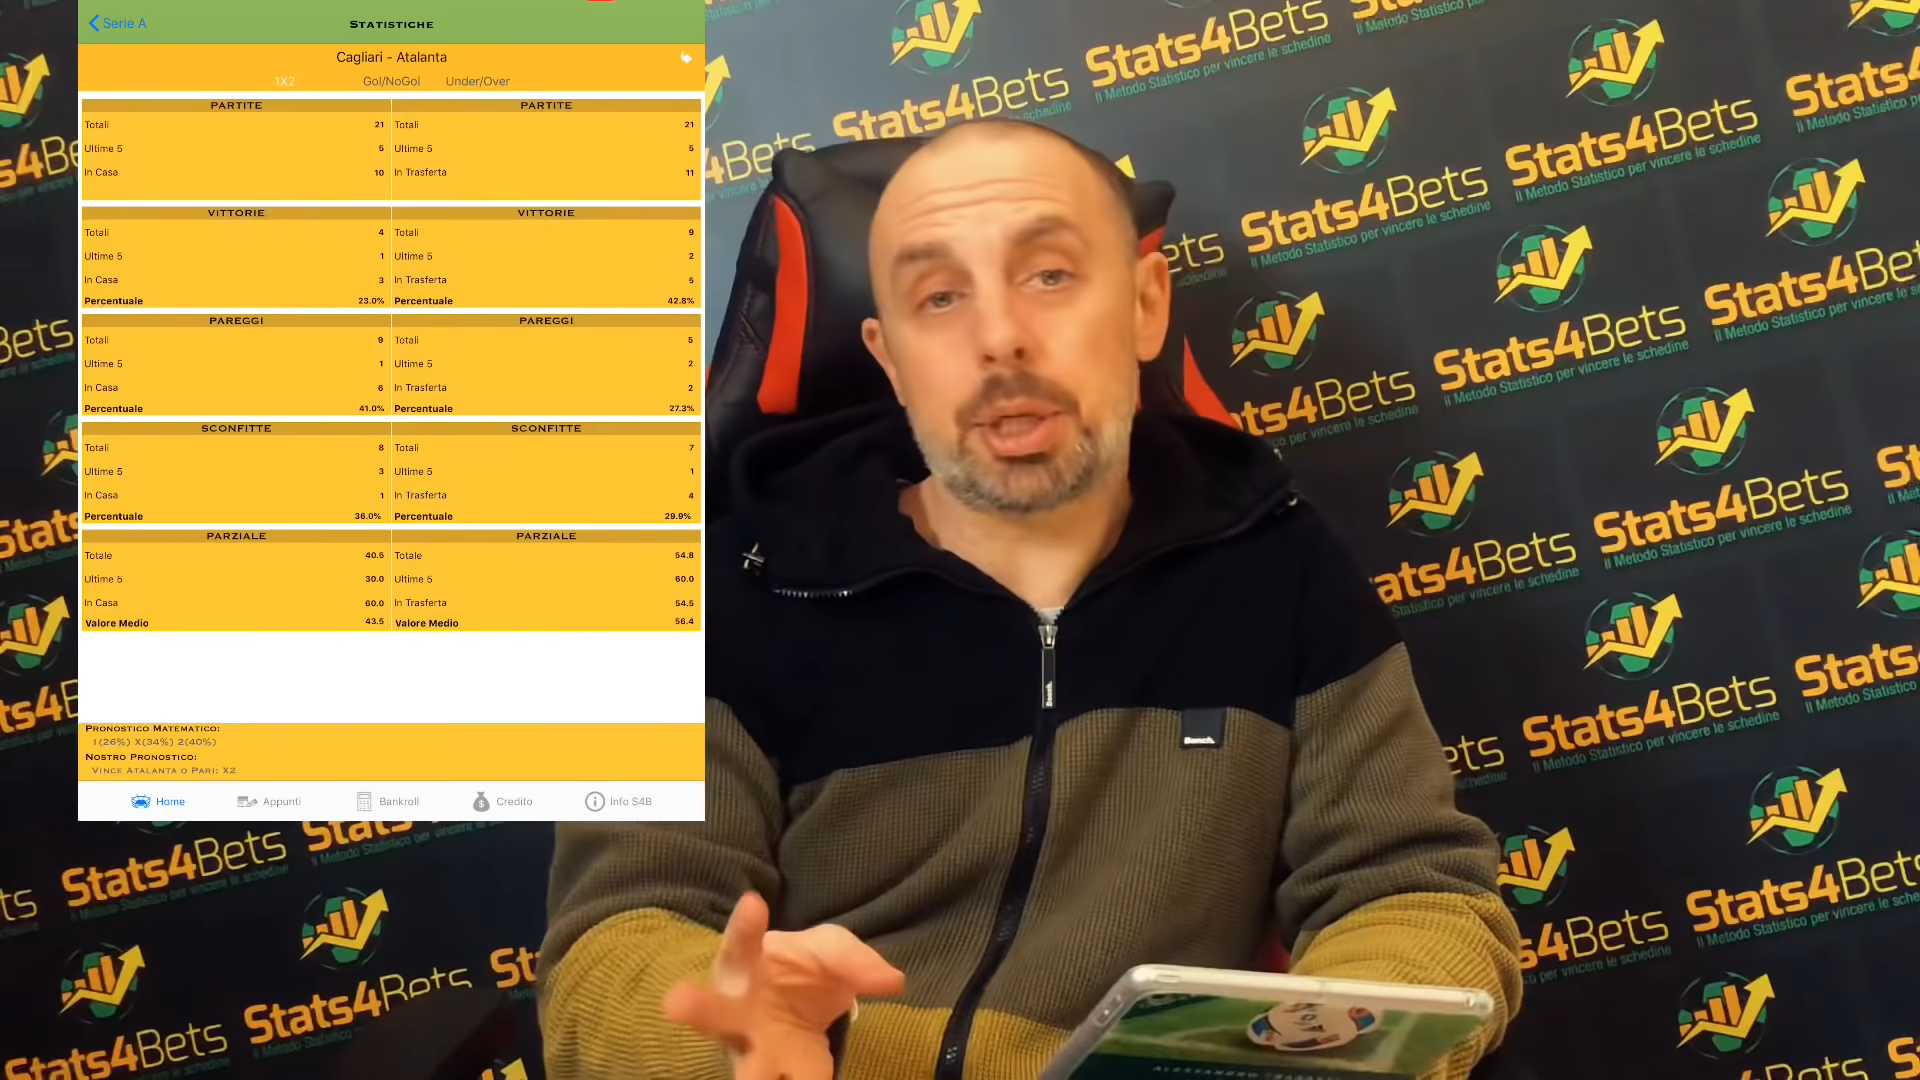 Serie A
Statistiche
Cagliari - Atalanta
1X2 Gol/NoGol Under/Over
PARTITE PARTITE
Totali 21 Totali 21
Ultime 5 5 Ultime 5 5
In Casa 10 In Trasferta 11
VITTORIE VITTORIE
Totali 4 Totali 9
Ultime 5 1 Ultime 5 2
In Casa 3 In Trasferta 5
Percentuale 23.0% Percentuale 42.8%
PAREGGI PAREGGI
Totali 9 Totali 5
Ultime 5 1 Ultime 5 2
In Casa 6 In Trasferta 2
Percentuale 41.0% Percentuale 27.3%
SCONFITTE SCONFITTE
Totali 8 Totali 7
Ultime 5 3 Ultime 5 1
In Casa 1 In Trasferta 4
Percentuale 36.0% Percentuale 29.9%
PARZIALE PARZIALE
Totale 40.5 Totale 54.8
Ultime 5 30.0 Ultime 5 60.0
In Casa 60.0 In Trasferta 54.5
Valore Medio 43.5 Valore Medio 56.4
Pronostico Matematico:
1(26%) X(34%) 2(40%)
Nostro Pronostico:
Vince Atalanta o Pari: X2
Home Appunti Bankroll Credito Info S4B
Stats4Bets
Il Metodo Statistico per vincere le schedine
Bench.
Bench.